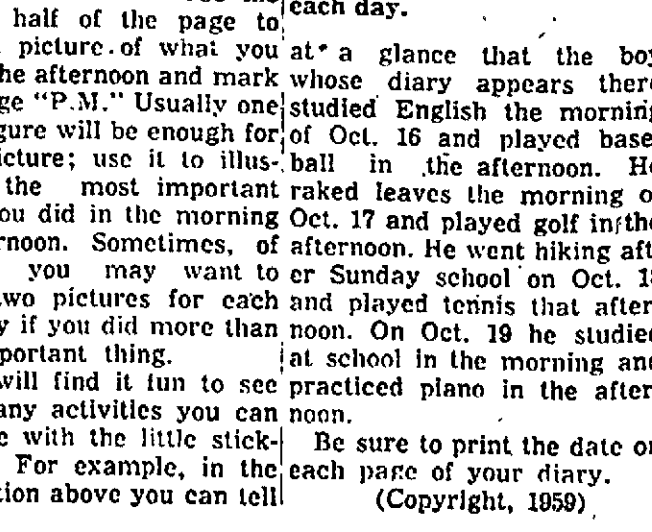 half of the page to
picture of what you
he afternoon and mark
ge "P.M." Usually one
gure will be enough for
icture; use it to illus-
the most important
ou did in the morning
rnoon. Sometimes, of
you may want to
two pictures for each
y if you did more than
portant thing.
will find it fun to see
any activities you can
e with the little stick-
For example, in the
tion above you can tell
each day.
at a glance that the boy
whose diary appears there
studied English the morning
of Oct. 16 and played base-
ball in the afternoon. He
raked leaves the morning o
Oct. 17 and played golf in the
afternoon. He went hiking aft-
er Sunday school on Oct. 18
and played tennis that after-
noon. On Oct. 19 he studied
at school in the morning and
practiced piano in the after-
noon.
Be sure to print the date on
each page of your diary.
(Copyright, 1959)